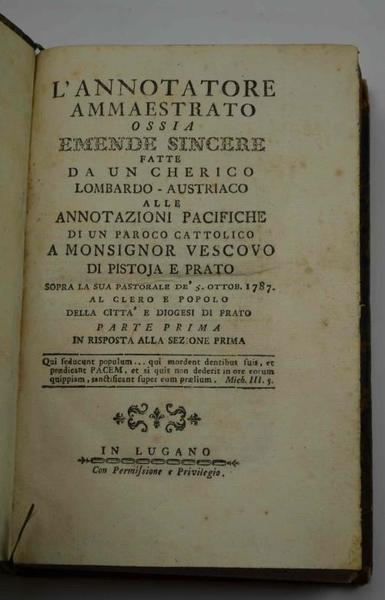 L'ANNOTATORE
AMMAESTRATO
OSSIA
EMENDE SINCERE
FATTE
DA UN CHERICO
LOMBARDO-AUSTRIACO
ALLE
ANNOTAZIONI PACIFICHE
DI UN PAROCO CATTOLICO
A MONSIGNOR VESCOVO
DI PISTOJA E PRATO
SOPRA LA SUA PASTORALE DE' 5. OTTOB. 1787.
AL CLERO E POPOLO
DELLA CITTA' E DIOGESI DI PRATO
PARTE PRIMA
IN RISPOSTA ALLA SEZIONE PRIMA
Qui ſeducunt populum... qui mordent dentibus ſuis, et
prædicant PACEM, et si quis non dederit in ore eorum
quippiam, sanctificant ſuper eum prælium. Mich. III. 5.
IN LUGANO
Con Permiſſione e Privilegio.